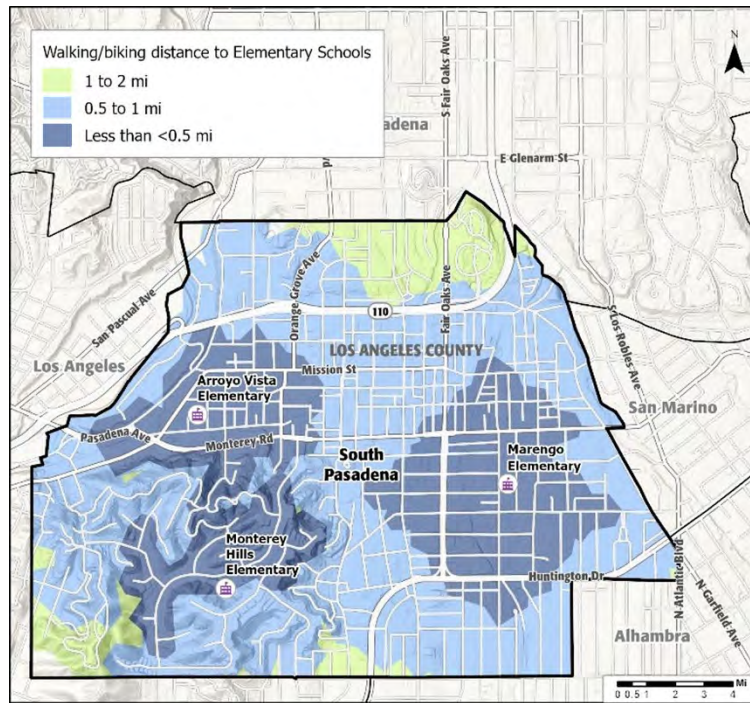 Walking/biking distance to Elementary Schools
1 to 2 mi
0.5 to 1 mi
Less than <0.5 mi
N
S Fair Oaks Ave
adena
E Glenarm St
San Pascual Ave
Orange Grove Ave
Fair Oaks Ave
110
S Los Robles Ave
Los Angeles
LOS ANGELES COUNTY
Mission St
Arroyo Vista
Elementary
San Marino
Pasadena Ave
Monterey Rd
South
Pasadena
Marengo
Elementary
Monterey
Hills
Elementary
Huntington Dr
N Atlantic Blvd
N Garfield Ave
Alhambra
Mi
0 0.5 1 2 3 4